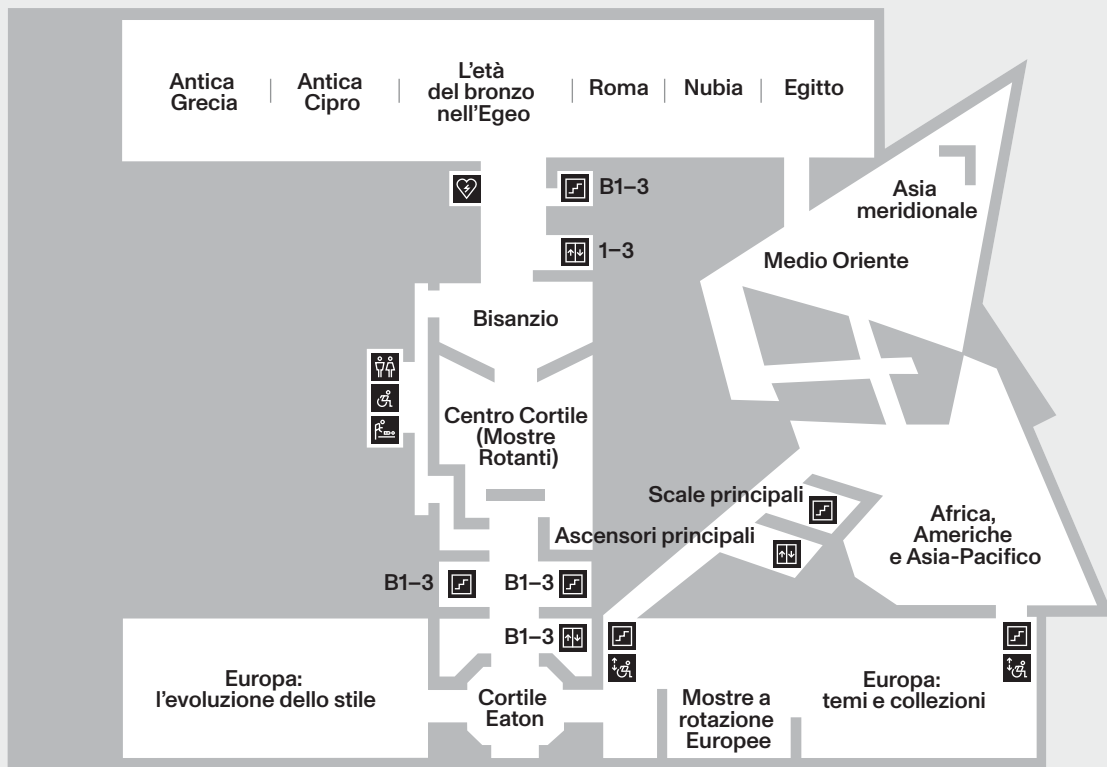 Antica
Grecia
Antica
Cipro
L'età
del bronzo
nell'Egeo
Roma
Nubia
Egitto
B1–3
1–3
Asia
meridionale
Medio Oriente
Bisanzio
Centro Cortile
(Mostre
Rotanti)
Scale principali
Ascensori principali
Africa,
Americhe
e Asia-Pacifico
B1–3
B1–3
B1–3
Europa:
l'evoluzione dello stile
Cortile
Eaton
Mostre a
rotazione
Europee
Europa:
temi e collezioni